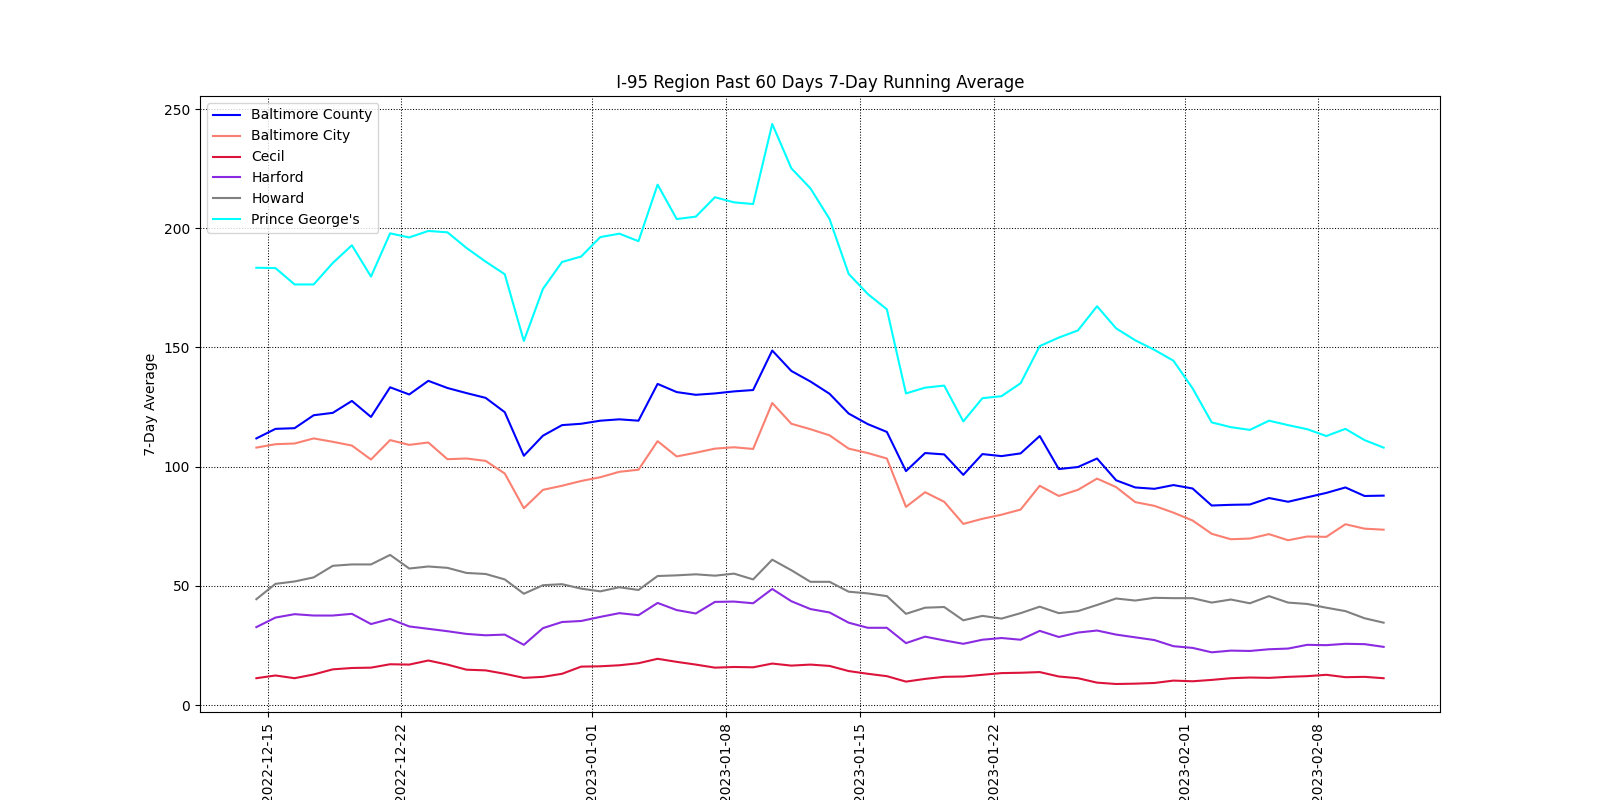 I-95 Region Past 60 Days 7-Day Running Average
250
200
150
100
50
0
7-Day Average
Baltimore County
Baltimore City
Cecil
Harford
Howard
Prince George's
2022-12-15
2022-12-22
2023-01-01
2023-01-08
2023-01-15
2023-01-22
2023-02-01
2023-02-08